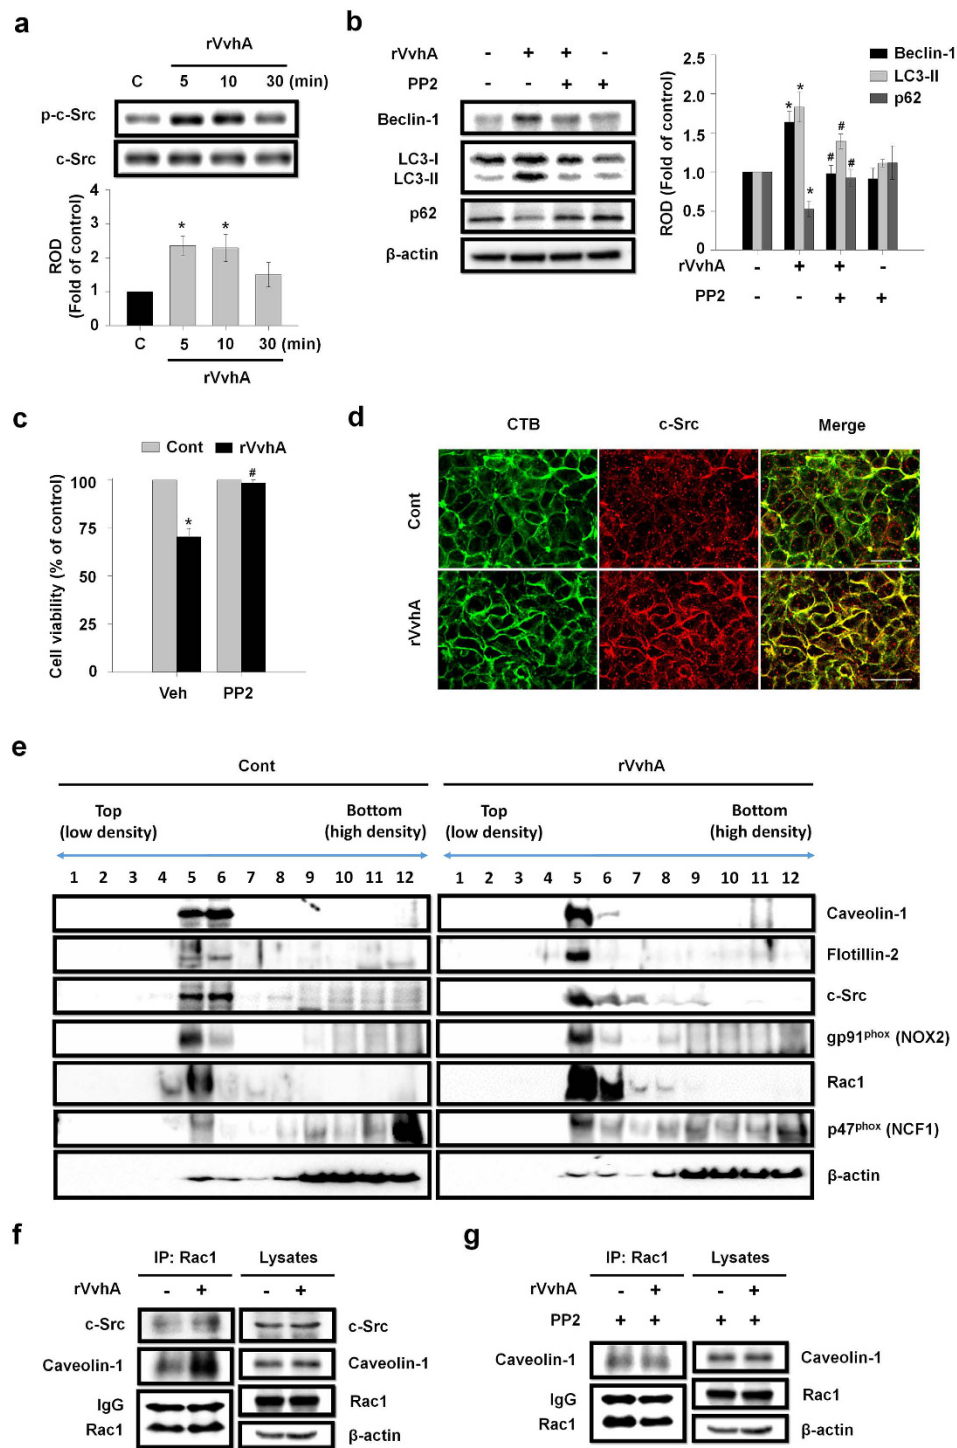 a
rVvhA
C 5 10 30 (min)
p-c-Src
c-Src
ROD
(Fold of control)
4
3
2
1
0
* *
C 5 10 30 (min)
rVvhA
b
rVvhA - + + -
PP2 - - + +
Beclin-1
LC3-I
LC3-II
p62
β-actin
Beclin-1
LC3-II
p62
ROD (Fold of control)
2.5
2.0
1.5
1.0
0.5
0.0
* * * # # #
rVvhA - + + -
PP2 - - + +
c
Cont rVvhA
Cell viability (% of control)
100
75
50
25
0
* #
Veh PP2
d
CTB c-Src Merge
Cont
rVvhA
e
Cont rVvhA
Top Bottom Top Bottom
(low density) (high density) (low density) (high density)
1 2 3 4 5 6 7 8 9 10 11 12 1 2 3 4 5 6 7 8 9 10 11 12
Caveolin-1
Flotillin-2
c-Src
gp91phox (NOX2)
Rac1
p47phox (NCF1)
β-actin
f
IP: Rac1 Lysates
rVvhA - + - +
c-Src c-Src
Caveolin-1 Caveolin-1
IgG Rac1
Rac1 β-actin
g
IP: Rac1 Lysates
rVvhA - + - +
PP2 + + + +
Caveolin-1 Caveolin-1
IgG Rac1
Rac1 β-actin